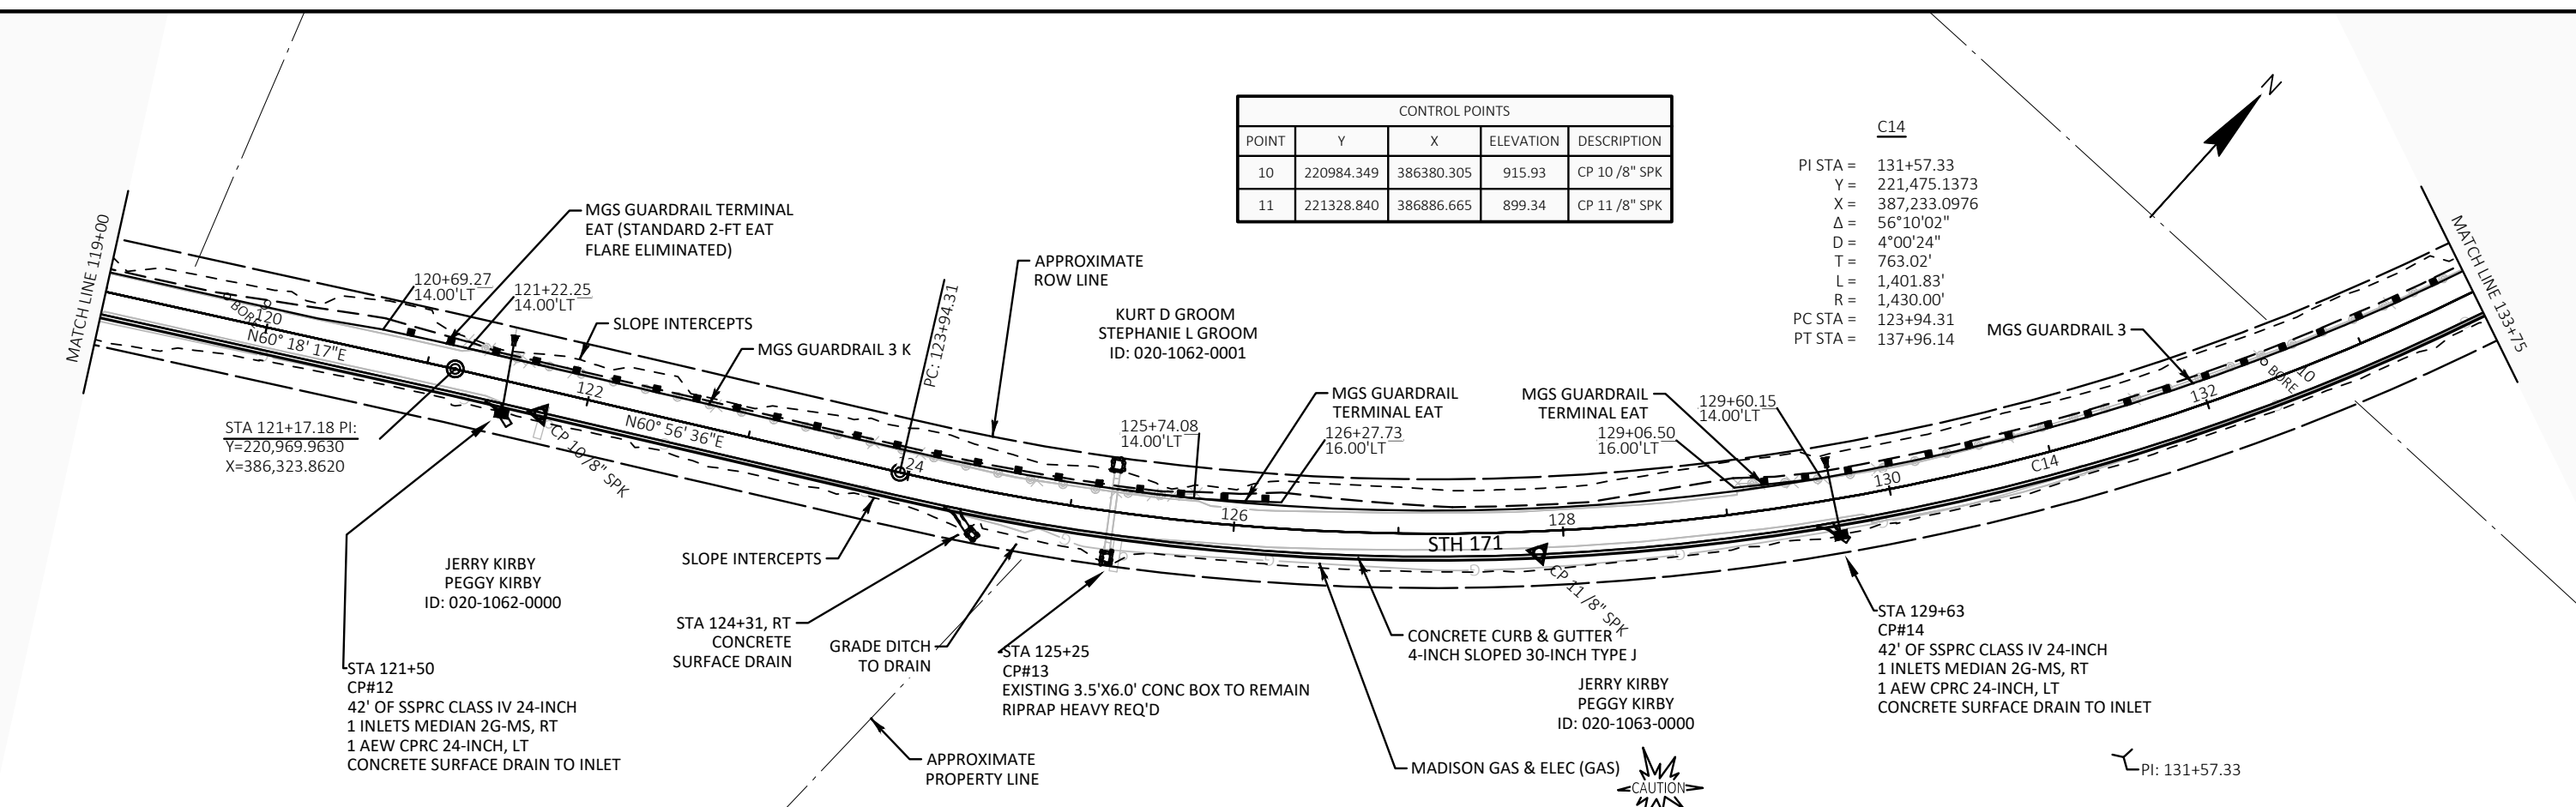 CONTROL POINTS
POINT Y X ELEVATION DESCRIPTION
10 220984.349 386380.305 915.93 CP 10 /8" SPK
11 221328.840 386886.665 899.34 CP 11 /8" SPK
C14
PI STA = 131+57.33
Y = 221,475.1373
X = 387,233.0976
Δ = 56°10'02"
D = 4°00'24"
T = 763.02'
L = 1,401.83'
R = 1,430.00'
PC STA = 123+94.31
PT STA = 137+96.14
N
MATCH LINE 119+00
MATCH LINE 133+75
MGS GUARDRAIL TERMINAL
EAT (STANDARD 2-FT EAT
FLARE ELIMINATED)
120+69.27
14.00'LT
121+22.25
14.00'LT
SLOPE INTERCEPTS
MGS GUARDRAIL 3 K
9
BORE
120
N60° 18' 17"E
122
N60° 56' 36"E
124
PC: 123+94.31
APPROXIMATE
ROW LINE
KURT D GROOM
STEPHANIE L GROOM
ID: 020-1062-0001
125+74.08
14.00'LT
MGS GUARDRAIL
TERMINAL EAT
126+27.73
16.00'LT
MGS GUARDRAIL
TERMINAL EAT
129+06.50
16.00'LT
129+60.15
14.00'LT
MGS GUARDRAIL 3
126
128
130
132
10
BORE
C14
STH 171
STA 121+17.18 PI:
Y=220,969.9630
X=386,323.8620
CP 10 /8" SPK
CP 11 /8" SPK
JERRY KIRBY
PEGGY KIRBY
ID: 020-1062-0000
SLOPE INTERCEPTS
STA 124+31, RT
CONCRETE
SURFACE DRAIN
GRADE DITCH
TO DRAIN
STA 121+50
CP#12
42' OF SSPRC CLASS IV 24-INCH
1 INLETS MEDIAN 2G-MS, RT
1 AEW CPRC 24-INCH, LT
CONCRETE SURFACE DRAIN TO INLET
STA 125+25
CP#13
EXISTING 3.5'X6.0' CONC BOX TO REMAIN
RIPRAP HEAVY REQ'D
APPROXIMATE
PROPERTY LINE
CONCRETE CURB & GUTTER
4-INCH SLOPED 30-INCH TYPE J
JERRY KIRBY
PEGGY KIRBY
ID: 020-1063-0000
MADISON GAS & ELEC (GAS)
CAUTION
STA 129+63
CP#14
42' OF SSPRC CLASS IV 24-INCH
1 INLETS MEDIAN 2G-MS, RT
1 AEW CPRC 24-INCH, LT
CONCRETE SURFACE DRAIN TO INLET
PI: 131+57.33